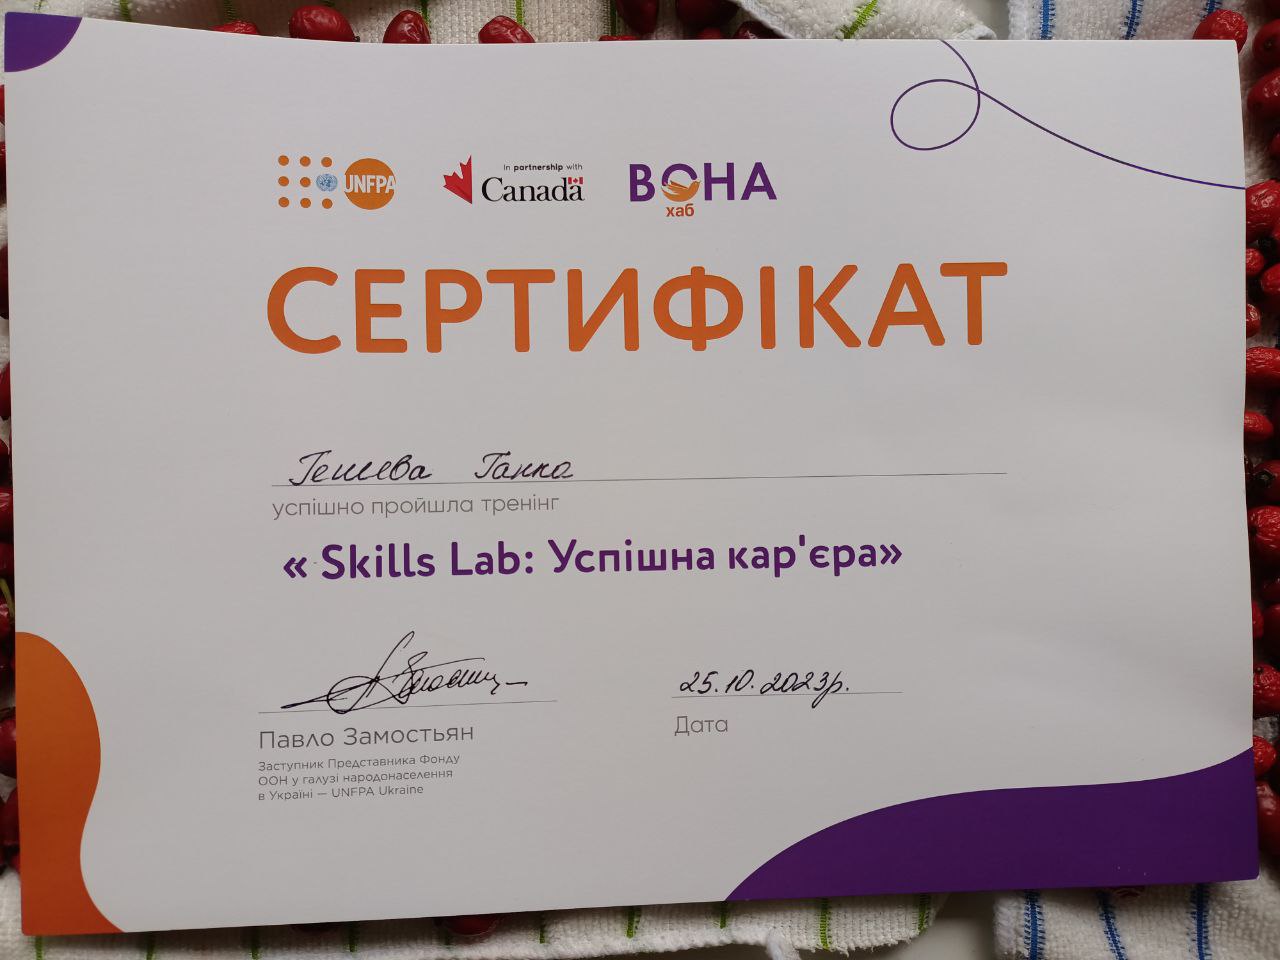 UNFPA
In partnership with
Canada
ВОНА
хаб
СЕРТИФІКАТ
Гешева Ганна
успішно пройшла тренінг
« Skills Lab: Успішна кар'єра»
25.10.2023р.
Павло Замостьян
Дата
Заступник Представника Фонду
ООН у галузі народонаселення
в Україні — UNFPA Ukraine